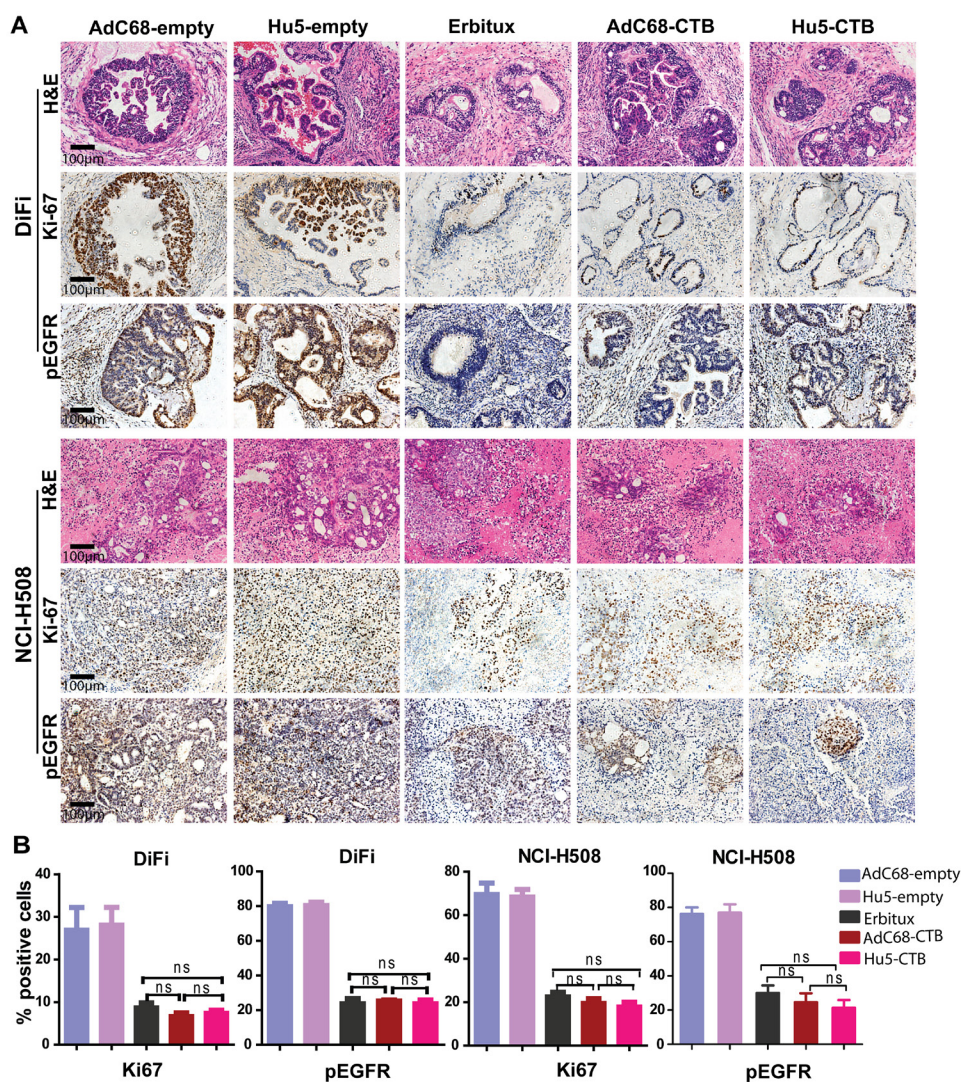 A
AdC68-empty Hu5-empty Erbitux AdC68-CTB Hu5-CTB
DiFi
H&E
100μm
Ki-67
100μm
pEGFR
100μm
NCI-H508
H&E
100μm
Ki-67
100μm
pEGFR
100μm
B
DiFi DiFi NCI-H508 NCI-H508
% positive cells
40
30
20
10
0
ns
ns ns
Ki67
100
80
60
40
20
0
ns
ns ns
pEGFR
80
60
40
20
0
ns
ns ns
Ki67
100
80
60
40
20
0
ns
ns ns
pEGFR
AdC68-empty
Hu5-empty
Erbitux
AdC68-CTB
Hu5-CTB